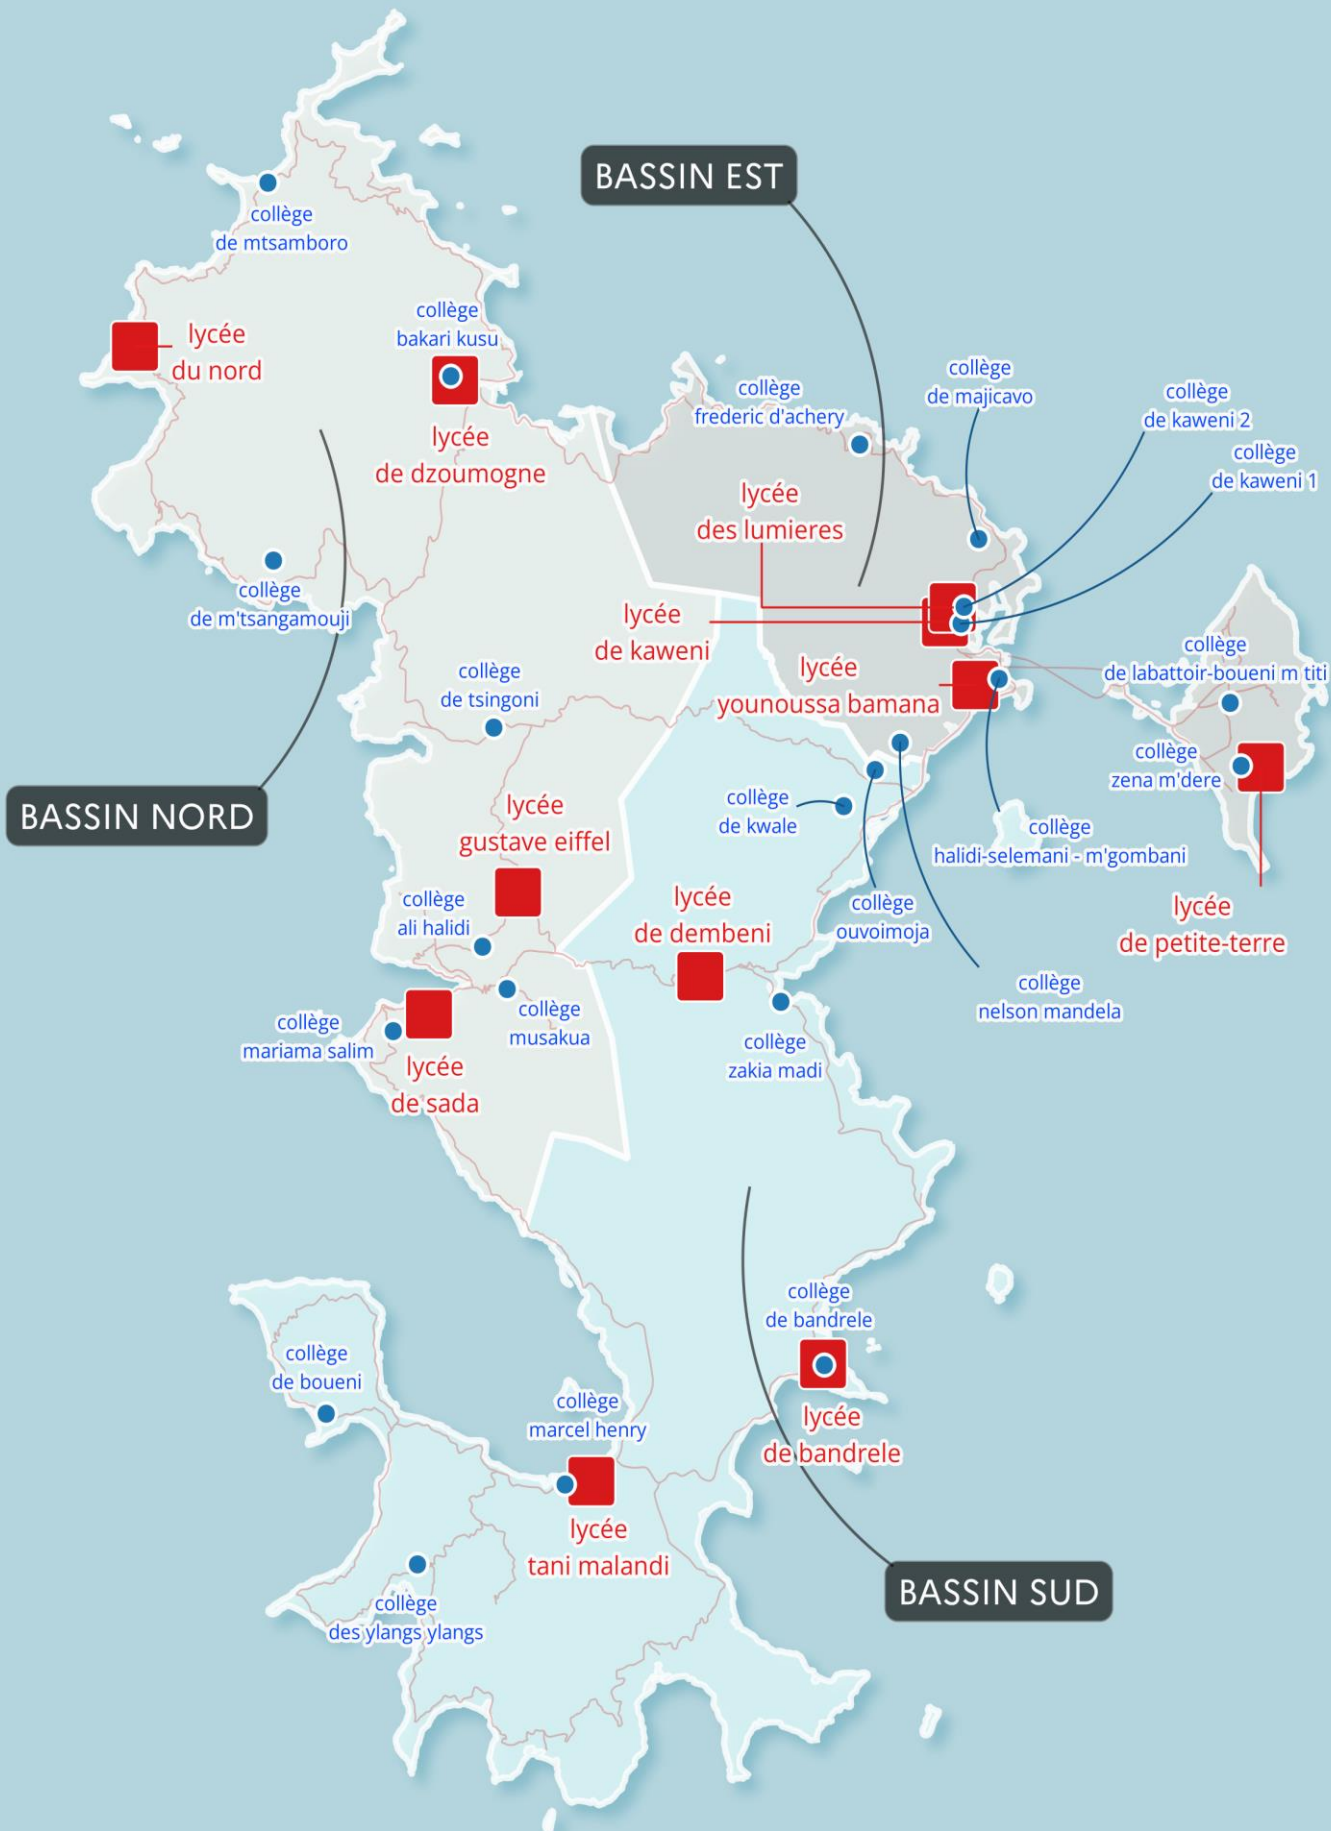 BASSIN EST
collège
de mtsamboro
collège
bakari kusu
lycée
du nord
lycée
de dzoumogne
collège
frederic d'achery
collège
de majicavo
collège
de kaweni 2
collège
de kaweni 1
lycée
des lumieres
collège
de m'tsangamouji
lycée
de kaweni
collège
de tsingoni
lycée
younoussa bamana
collège
de labattoir-boueni m titi
collège
zena m'dere
BASSIN NORD
lycée
gustave eiffel
collège
de kwale
collège
halidi-selemani - m'gombani
collège
ali halidi
lycée
de dembeni
collège
ouvoimoja
lycée
de petite-terre
collège
nelson mandela
collège
musakua
collège
mariama salim
lycée
de sada
collège
zakia madi
collège
de bandrele
collège
de boueni
collège
marcel henry
lycée
de bandrele
lycée
tani malandi
BASSIN SUD
collège
des ylangs ylangs